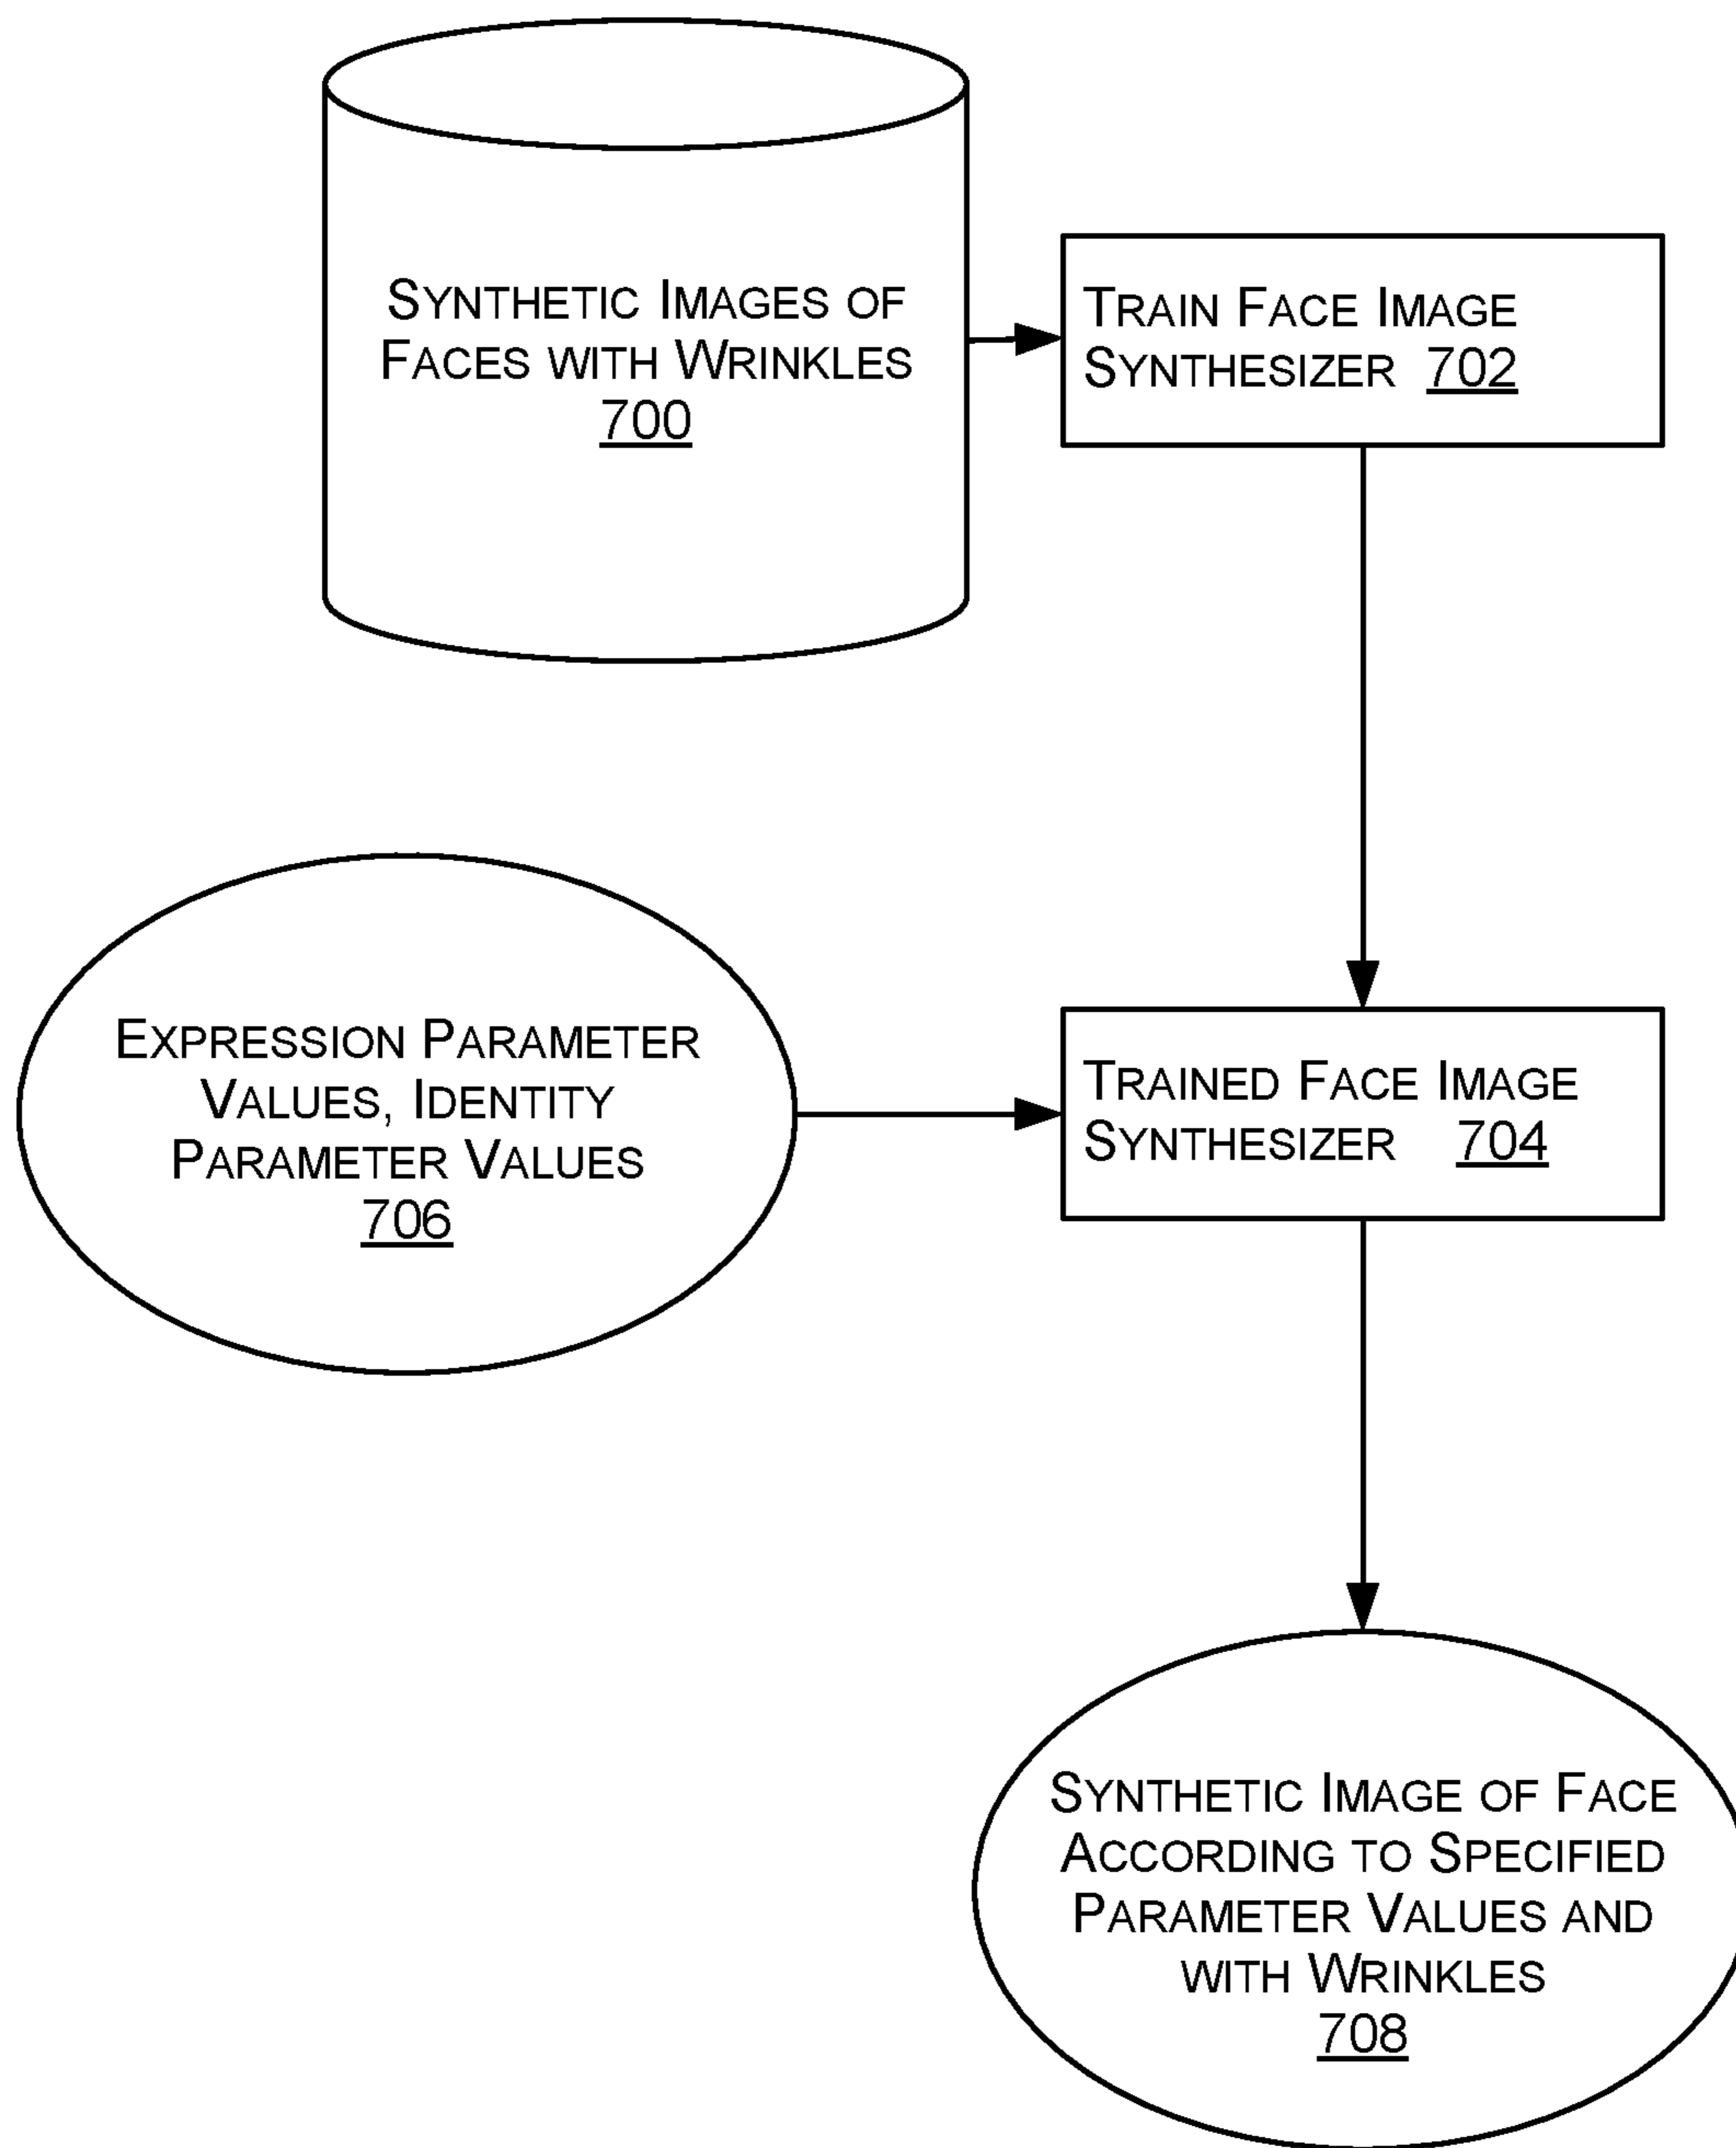 SYNTHETIC IMAGES OF
FACES WITH WRINKLES
700
TRAIN FACE IMAGE
SYNTHESIZER 702
EXPRESSION PARAMETER
VALUES, IDENTITY
PARAMETER VALUES
706
TRAINED FACE IMAGE
SYNTHESIZER 704
SYNTHETIC IMAGE OF FACE
ACCORDING TO SPECIFIED
PARAMETER VALUES AND
WITH WRINKLES
708